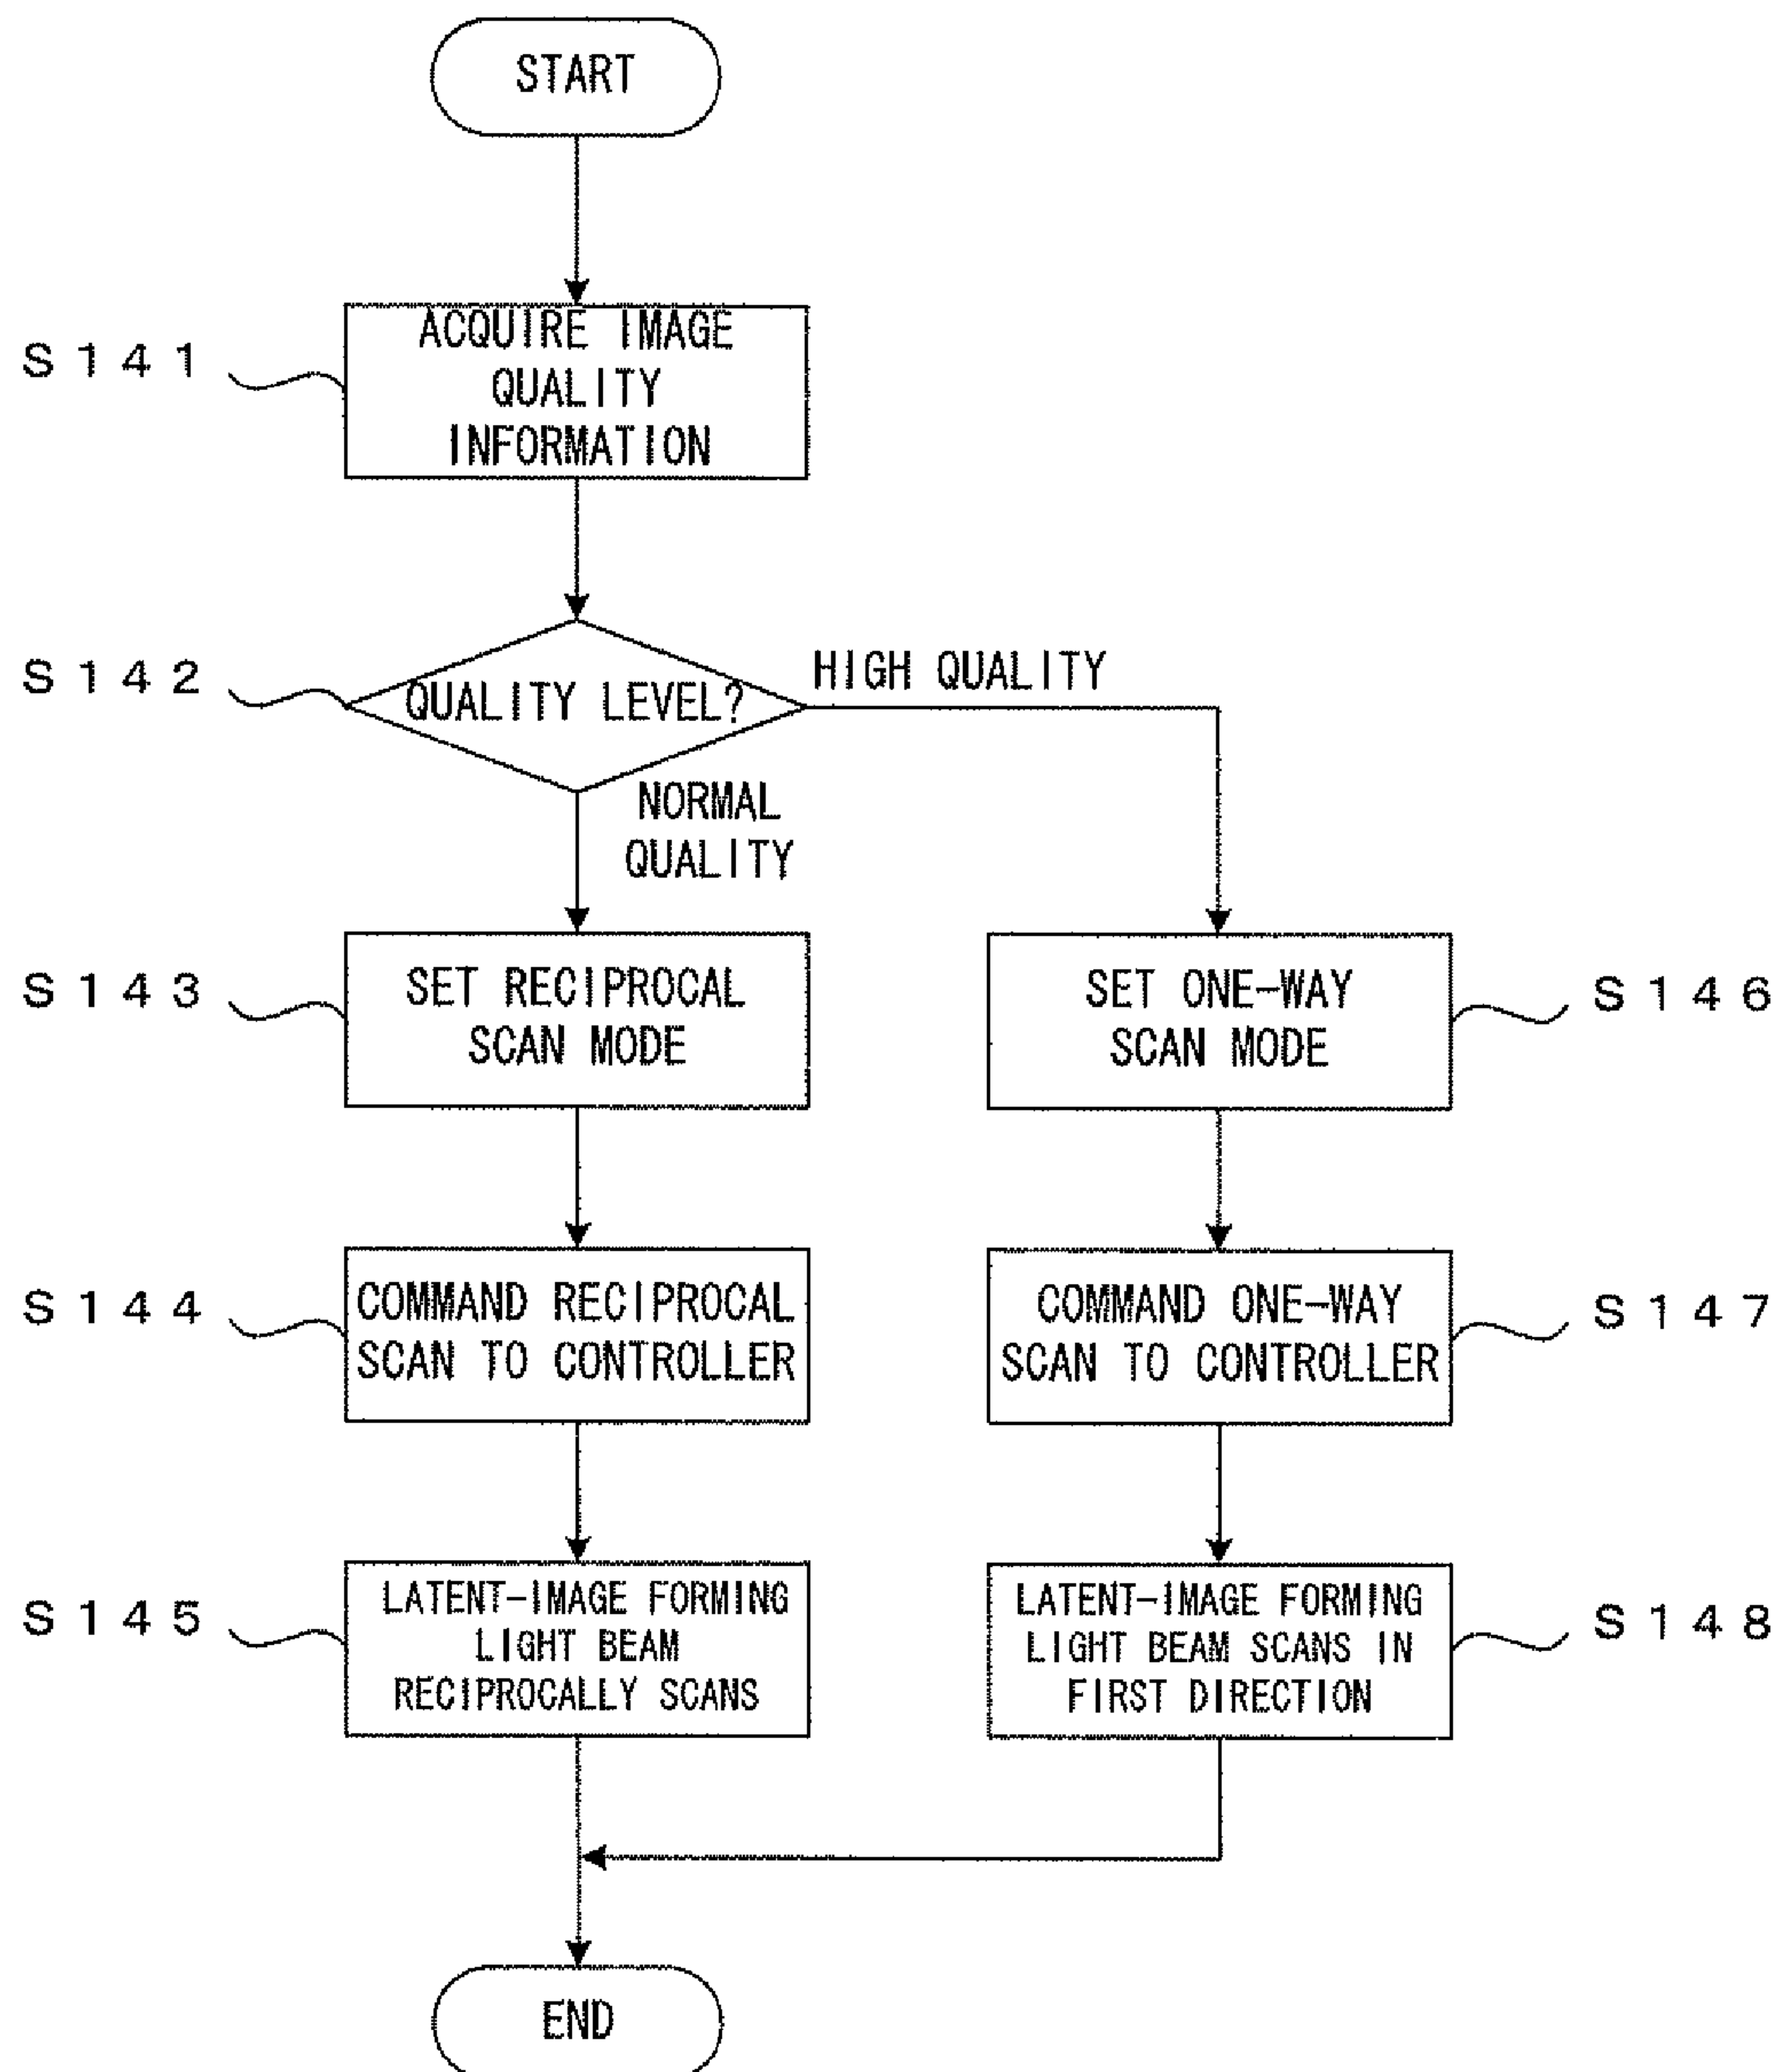 START
S141
ACQUIRE IMAGE
QUALITY
INFORMATION
S142
QUALITY LEVEL?
HIGH QUALITY
NORMAL
QUALITY
S143
SET RECIPROCAL
SCAN MODE
SET ONE-WAY
SCAN MODE
S146
S144
COMMAND RECIPROCAL
SCAN TO CONTROLLER
COMMAND ONE-WAY
SCAN TO CONTROLLER
S147
S145
LATENT-IMAGE FORMING
LIGHT BEAM
RECIPROCALLY SCANS
LATENT-IMAGE FORMING
LIGHT BEAM SCANS IN
FIRST DIRECTION
S148
END